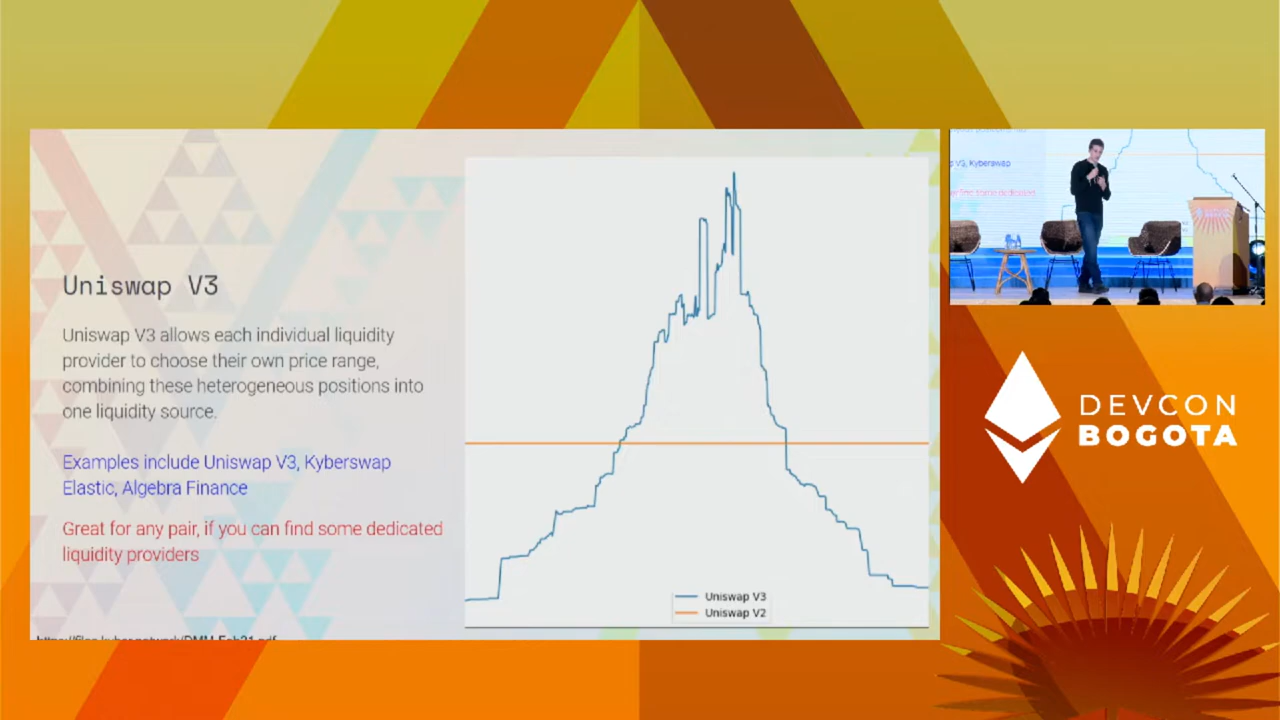 Uniswap V3
Uniswap V3 allows each individual liquidity
provider to choose their own price range,
combining these heterogeneous positions into
one liquidity source.
Examples include Uniswap V3, Kyberswap
Elastic, Algebra Finance
Great for any pair, if you can find some dedicated
liquidity providers
Uniswap V3
Uniswap V2
V3, Kyberswap
DEVCON
BOGOTA